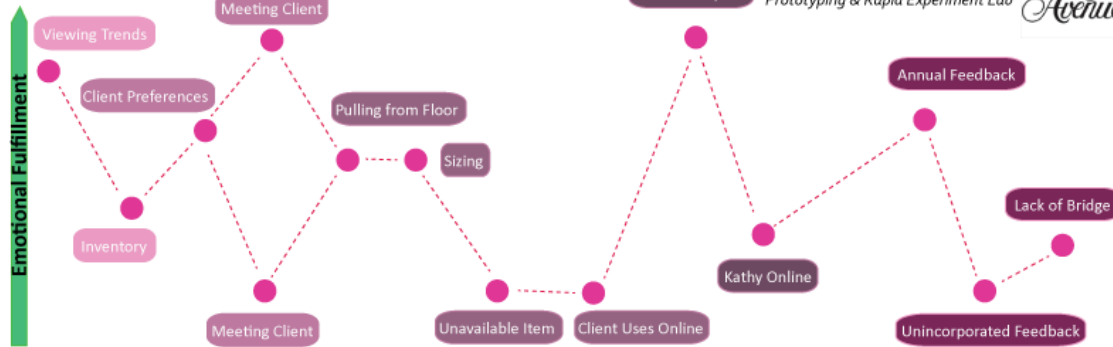 Meeting Client
Prototyping & Rapid Experiment Lab
Avenue
Viewing Trends
Annual Feedback
Client Preferences
Pulling from Floor
Sizing
Emotional Fulfillment
Lack of Bridge
Inventory
Kathy Online
Meeting Client
Unavailable Item
Client Uses Online
Unincorporated Feedback